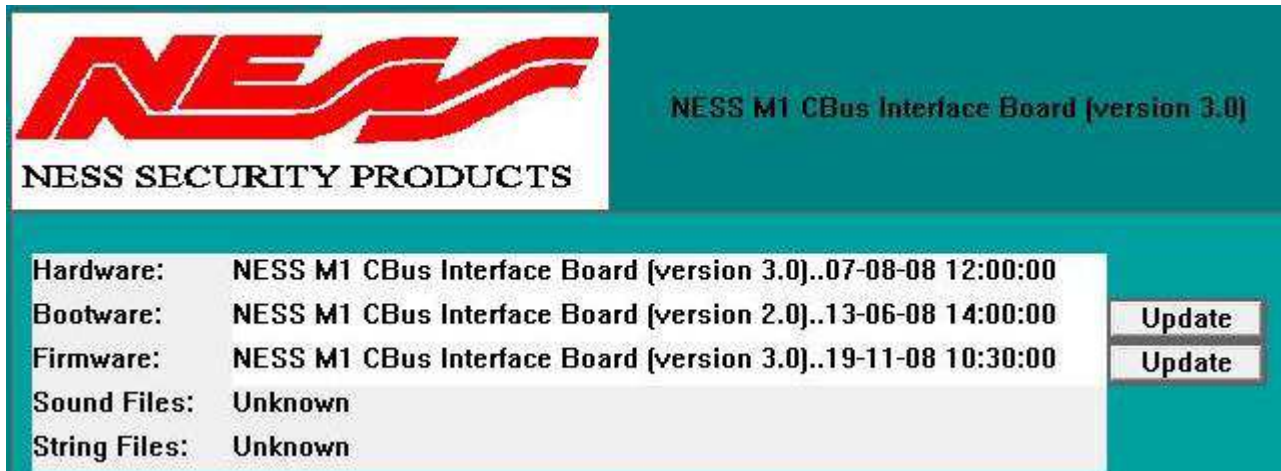 NESS
NESS SECURITY PRODUCTS
NESS M1 CBus Interface Board (version 3.0)
Hardware: NESS M1 CBus Interface Board (version 3.0)..07-08-08 12:00:00
Bootware: NESS M1 CBus Interface Board (version 2.0)..13-06-08 14:00:00 Update
Firmware: NESS M1 CBus Interface Board (version 3.0)..19-11-08 10:30:00 Update
Sound Files: Unknown
String Files: Unknown